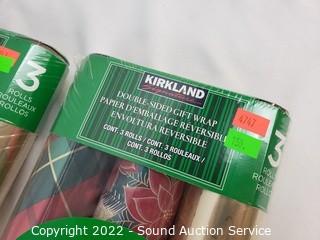 3
ROLLS
ROULEAUX
ROLLOS
KIRKLAND
Signature
DOUBLE-SIDED GIFT WRAP
PAPIER D'EMBALLAGE RÉVERSIBLE
ENVOLTURA REVERSIBLE
CONT. 3 ROLLS / CONT. 3 ROULEAUX /
CONT. 3 ROLLOS
4747
3
ROLLS
ROULEAUX
ROLLOS
Copyright 2022 - Sound Auction Service